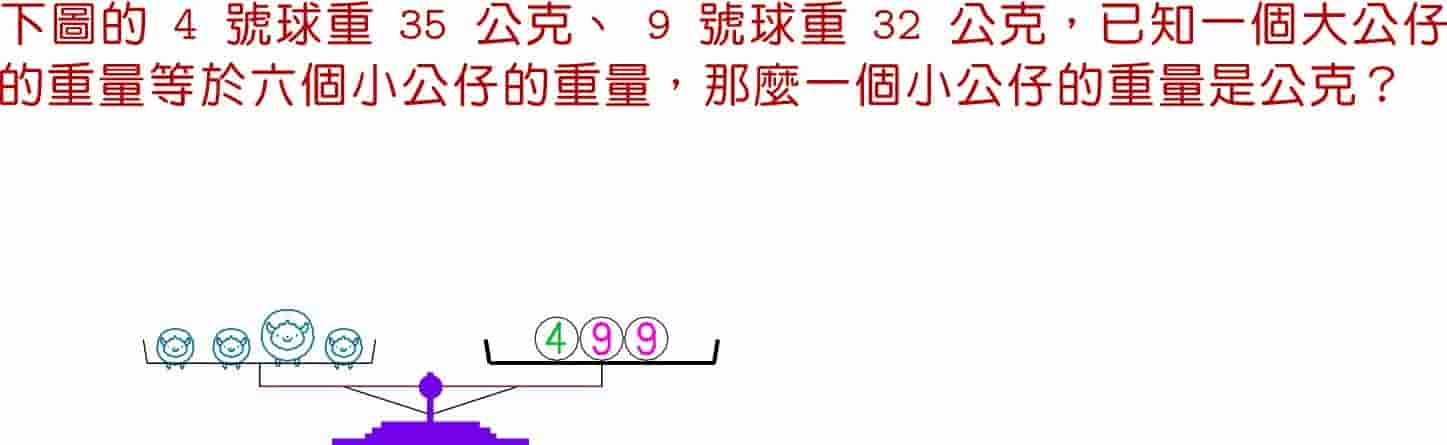 下圖的 4 號球重 35 公克、 9 號球重 32 公克，已知一個大公仔
的重量等於六個小公仔的重量，那麼一個小公仔的重量是公克？
4 9 9